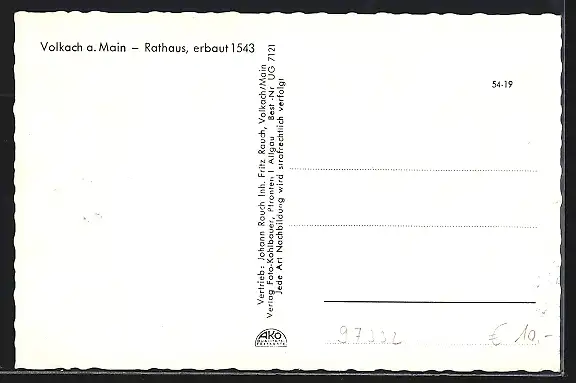 Volkach a. Main – Rathaus, erbaut 1543
Vertrieb: Johann Rauch Inh. Fritz Rauch, Volkach/Main
Verlag Foto-Kohlbauer, Pfronten I Allgäu Best.-Nr. UG 7121
Jede Art Nachbildung wird strafrechtlich verfolgt
54-19
AKO
€ 10.-